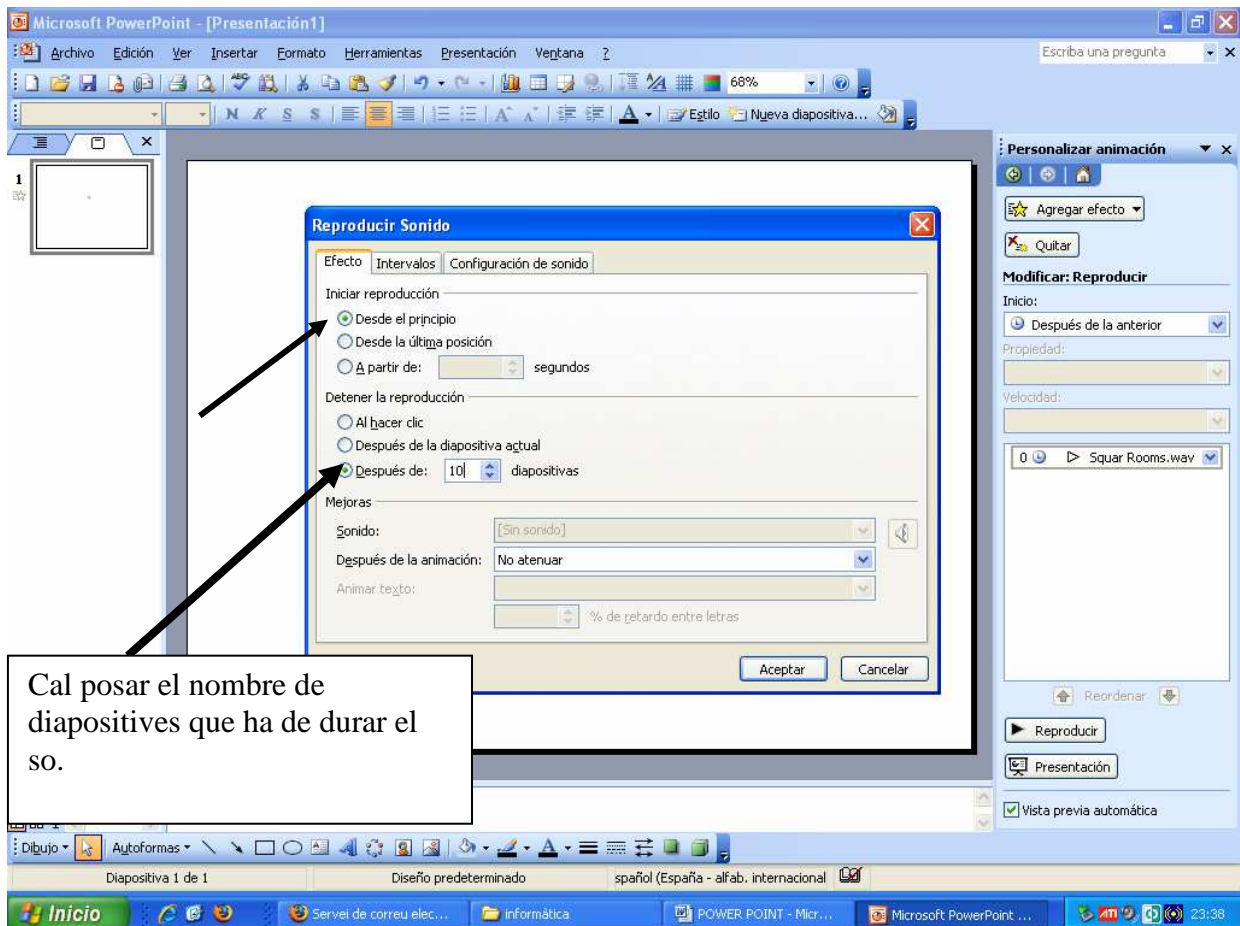 Microsoft PowerPoint - [Presentación1]
Archivo Edición Ver Insertar Formato Herramientas Presentación Ventana ? Escriba una pregunta
68%
N K S S A A A Estilo Nueva diapositiva...
1
Personalizar animación
Agregar efecto
Quitar
Modificar: Reproducir
Inicio:
Después de la anterior
Propiedad:
Velocidad:
0 Squar Rooms.wav
Reordenar
Reproducir
Presentación
Vista previa automática
Reproducir Sonido
Efecto Intervalos Configuración de sonido
Iniciar reproducción
Desde el principio
Desde la última posición
A partir de: segundos
Detener la reproducción
Al hacer clic
Después de la diapositiva actual
Después de: 10 diapositivas
Mejoras
Sonido: [Sin sonido]
Después de la animación: No atenuar
Animar texto:
% de retardo entre letras
Aceptar Cancelar
Cal posar el nombre de
diapositives que ha de durar el
so.
Dibujo Autoformas A
Diapositiva 1 de 1 Diseño predeterminado spañol (España - alfab. internacional
Inicio Servei de correu elec... informàtica POWER POINT - Micr... Microsoft PowerPoint ... ATI 23:38